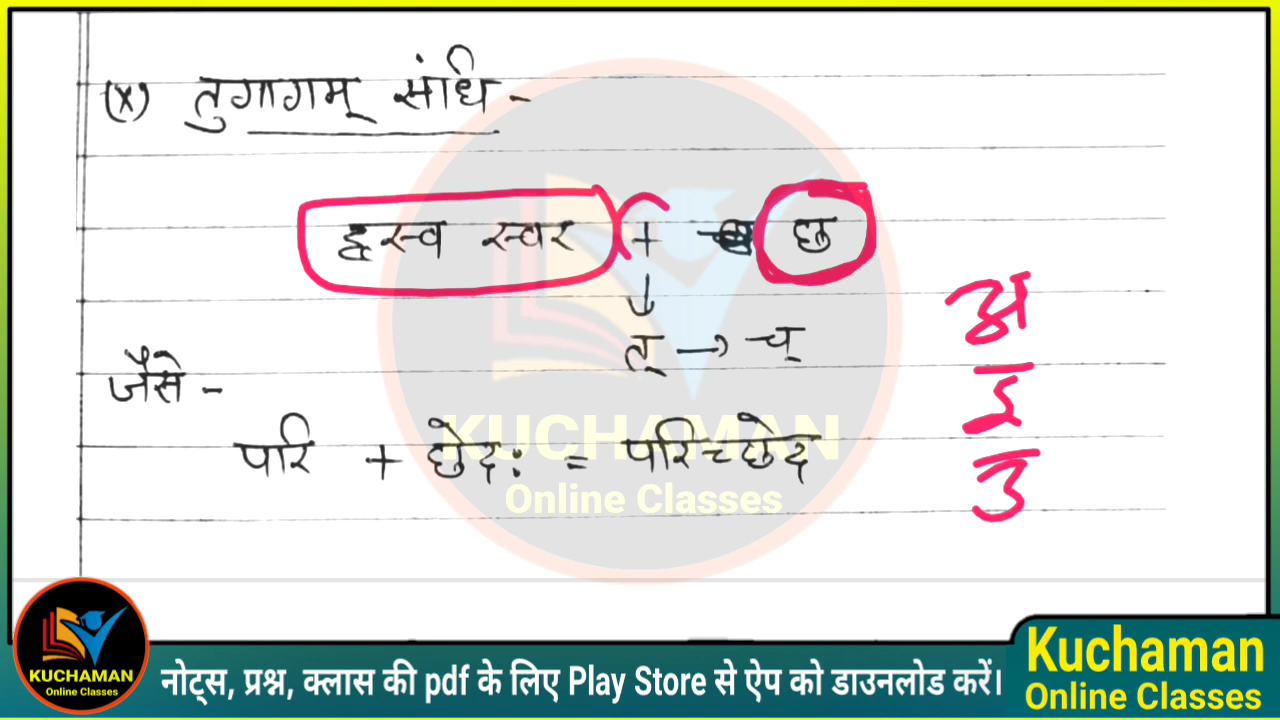 (x) तुगागम् संधि -
ह्रस्व स्वर + छ
↓
त् → च्
अ
इ
उ
जैसे -
परि + छेदः = परिच्छेद
KUCHAMAN
Online Classes
KUCHAMAN
Online Classes
नोट्स, प्रश्न, क्लास की pdf के लिए Play Store से ऐप को डाउनलोड करें।
Kuchaman
Online Classes